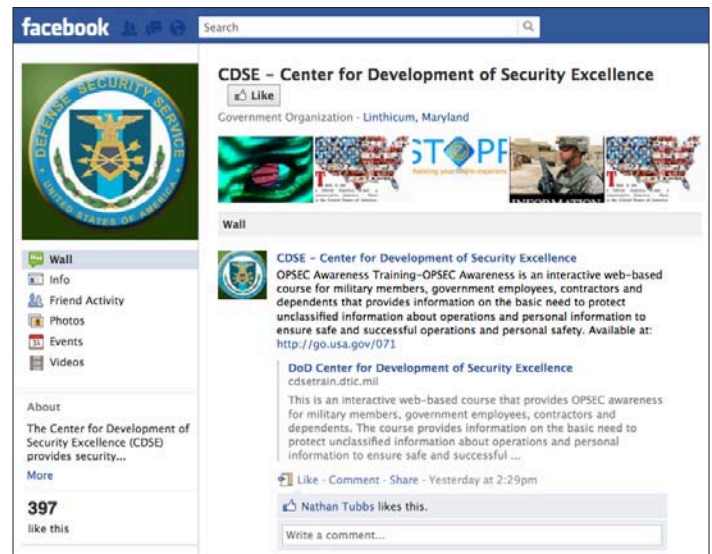 facebook
Search
DEFENSE SECURITY SERVICE
UNITED STATES OF AMERICA
CDSE – Center for Development of Security Excellence
Like
Government Organization · Linthicum, Maryland
STOPF
INFORMATION
Wall
Info
Friend Activity
Photos
31
Events
Videos
About
The Center for Development of
Security Excellence (CDSE)
provides security...
More
397
like this
Wall
CDSE – Center for Development of Security Excellence
OPSEC Awareness Training-OPSEC Awareness is an interactive web-based
course for military members, government employees, contractors and
dependents that provides information on the basic need to protect
unclassified information about operations and personal information to
ensure safe and successful operations and personal safety. Available at:
http://go.usa.gov/071
DoD Center for Development of Security Excellence
cdsetrain.dtic.mil
This is an interactive web-based course that provides OPSEC awareness
for military members, government employees, contractors and
dependents. The course provides information on the basic need to
protect unclassified information about operations and personal
information to ensure safe and successful ...
Like · Comment · Share · Yesterday at 2:29pm
Nathan Tubbs likes this.
Write a comment...